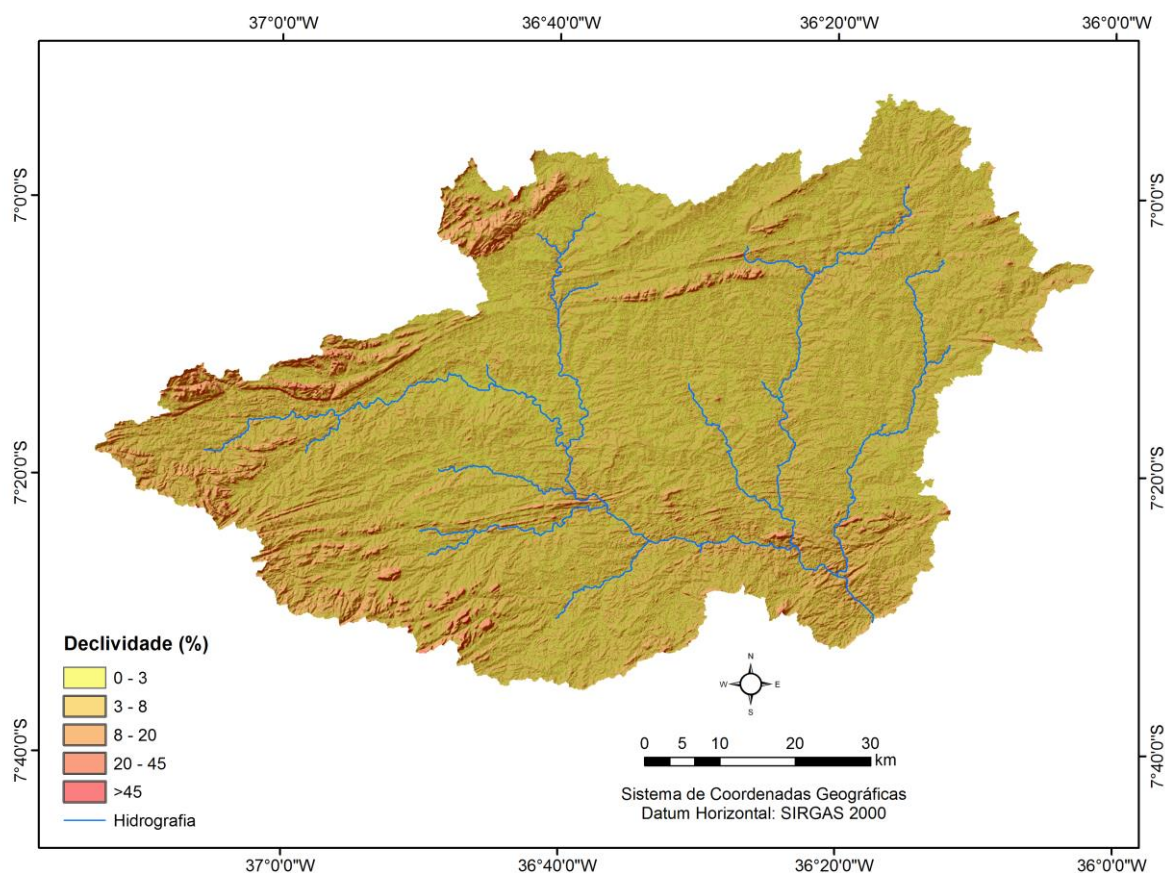 37°0'0"W 36°40'0"W 36°20'0"W 36°0'0"W
7°0'0"S 7°0'0"S
7°20'0"S 7°20'0"S
7°40'0"S 7°40'0"S
Declividade (%)
0 - 3
3 - 8
8 - 20
20 - 45
>45
Hidrografia
N
W E
S
0 5 10 20 30
km
Sistema de Coordenadas Geográficas
Datum Horizontal: SIRGAS 2000
37°0'0"W 36°40'0"W 36°20'0"W 36°0'0"W